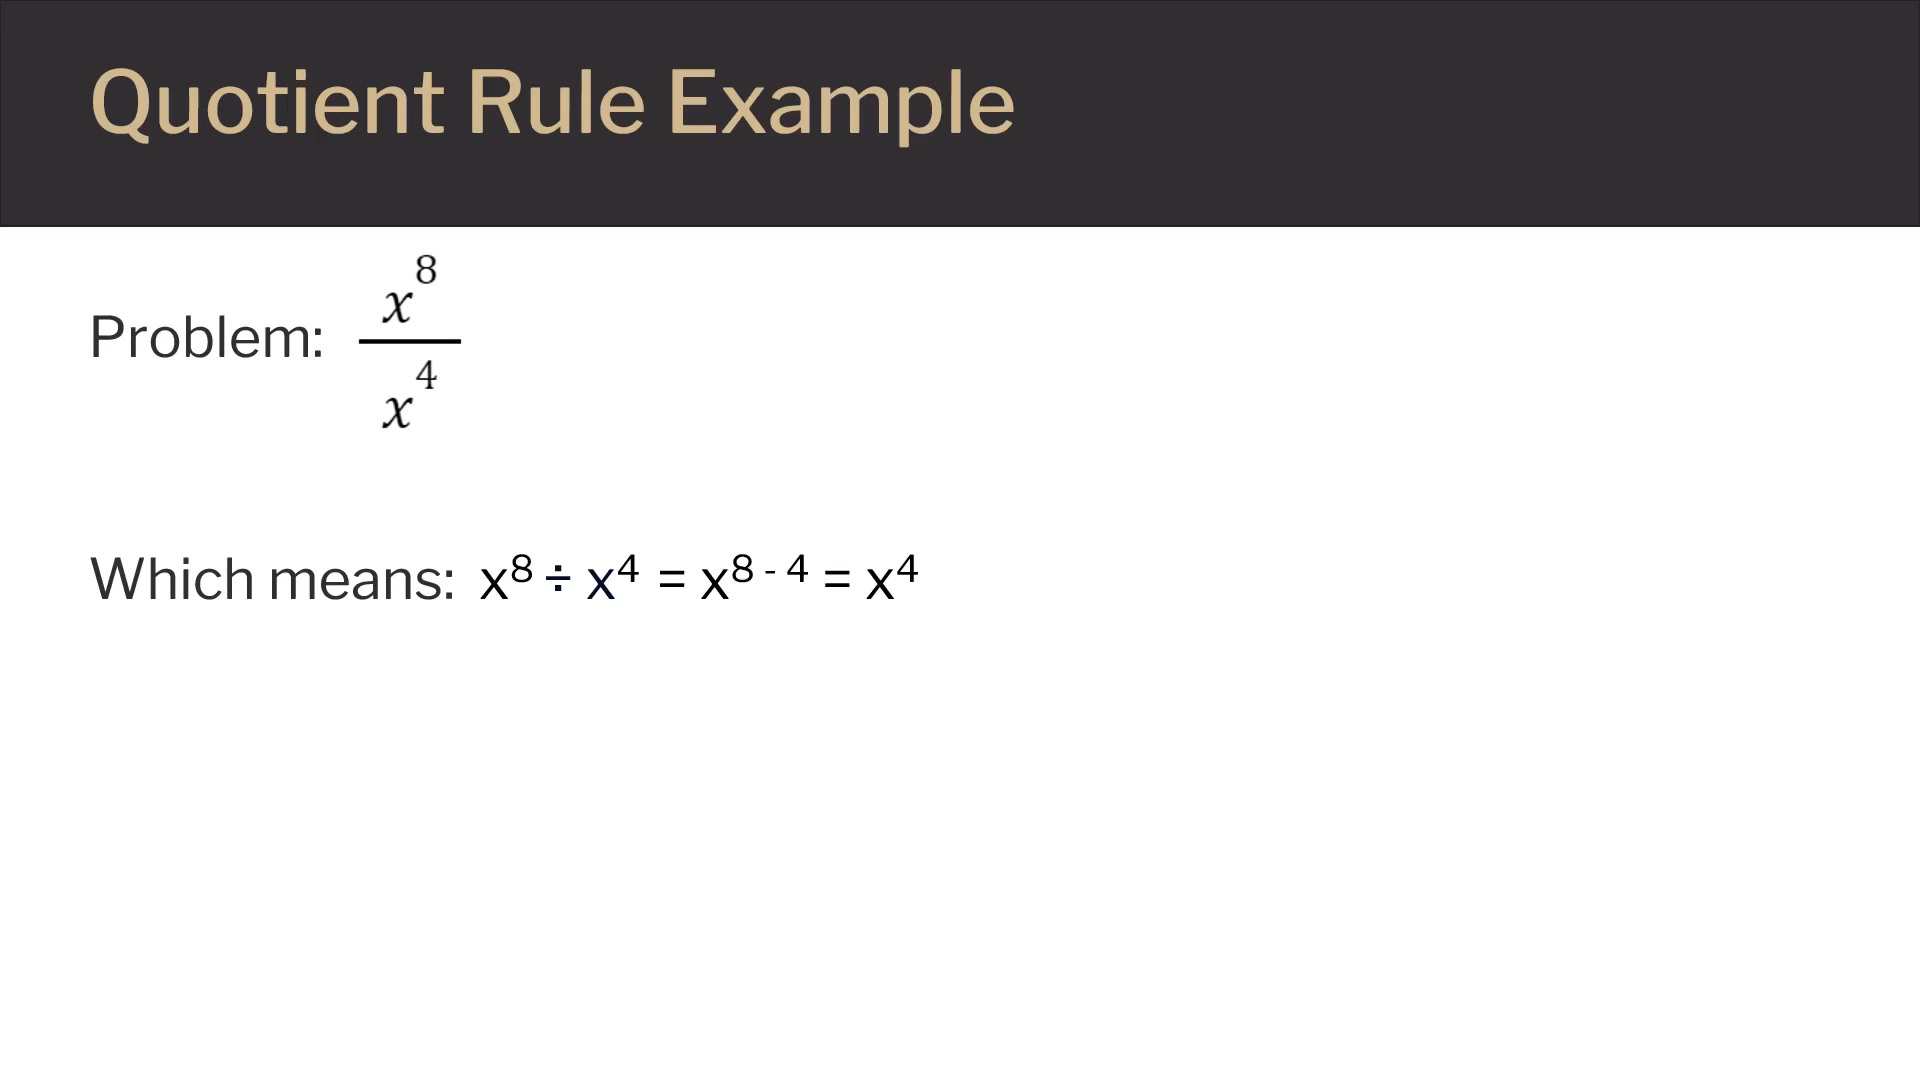 Quotient Rule Example
Problem: x⁸/x⁴
Which means: x⁸ ÷ x⁴ = x⁸ ⁻ ⁴ = x⁴